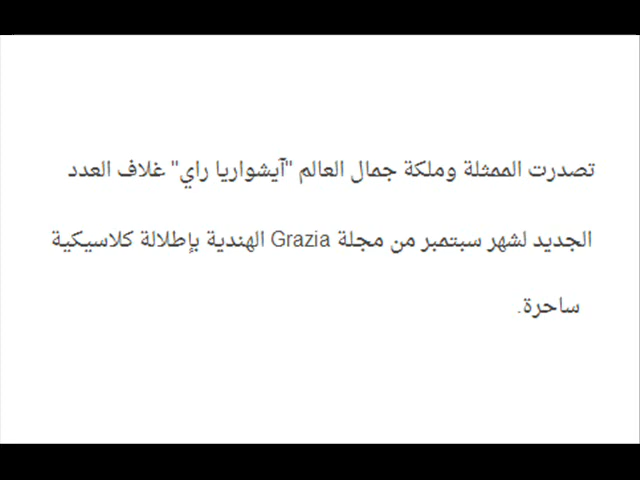 تصدرت الممثلة وملكة جمال العالم "آيشواريا راي" غلاف العدد
الجديد لشهر سبتمبر من مجلة Grazia الهندية بإطلالة كلاسيكية
ساحرة.